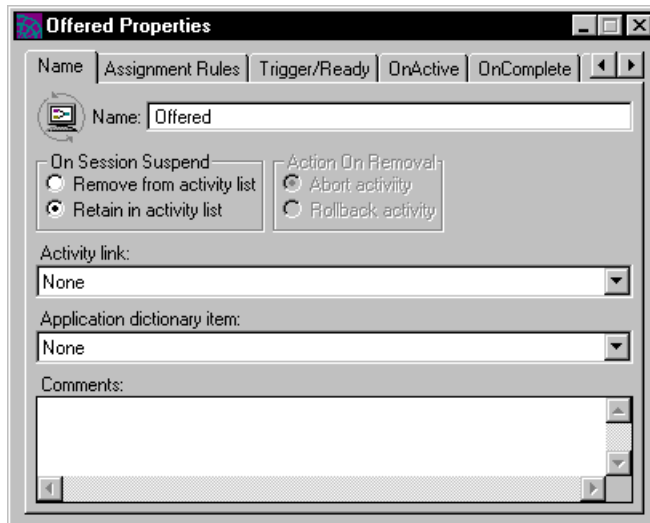 Offered Properties
Name Assignment Rules Trigger/Ready OnActive OnComplete
Name: Offered
On Session Suspend Action On Removal
Remove from activity list Abort activiity
Retain in activity list Rollback activity
Activity link:
None
Application dictionary item:
None
Comments: